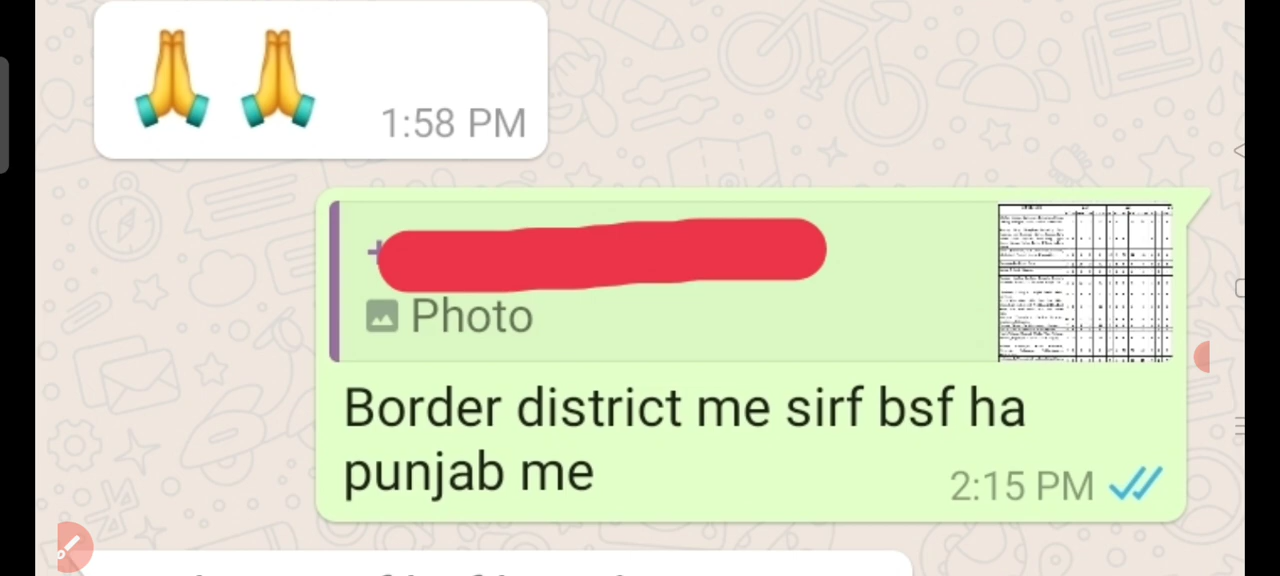 🙏 🙏
1:58 PM
Photo
Border district me sirf bsf ha
punjab me
2:15 PM